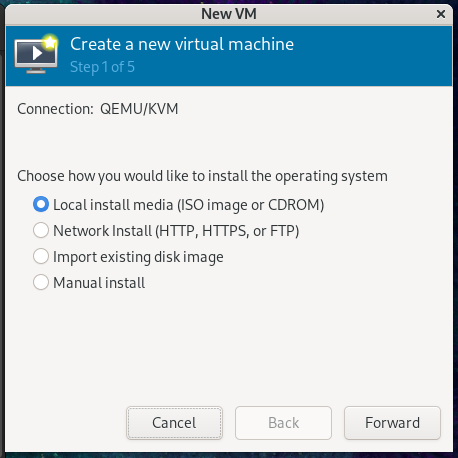 New VM
Create a new virtual machine
Step 1 of 5
Connection: QEMU/KVM
Choose how you would like to install the operating system
Local install media (ISO image or CDROM)
Network Install (HTTP, HTTPS, or FTP)
Import existing disk image
Manual install
Cancel Back Forward